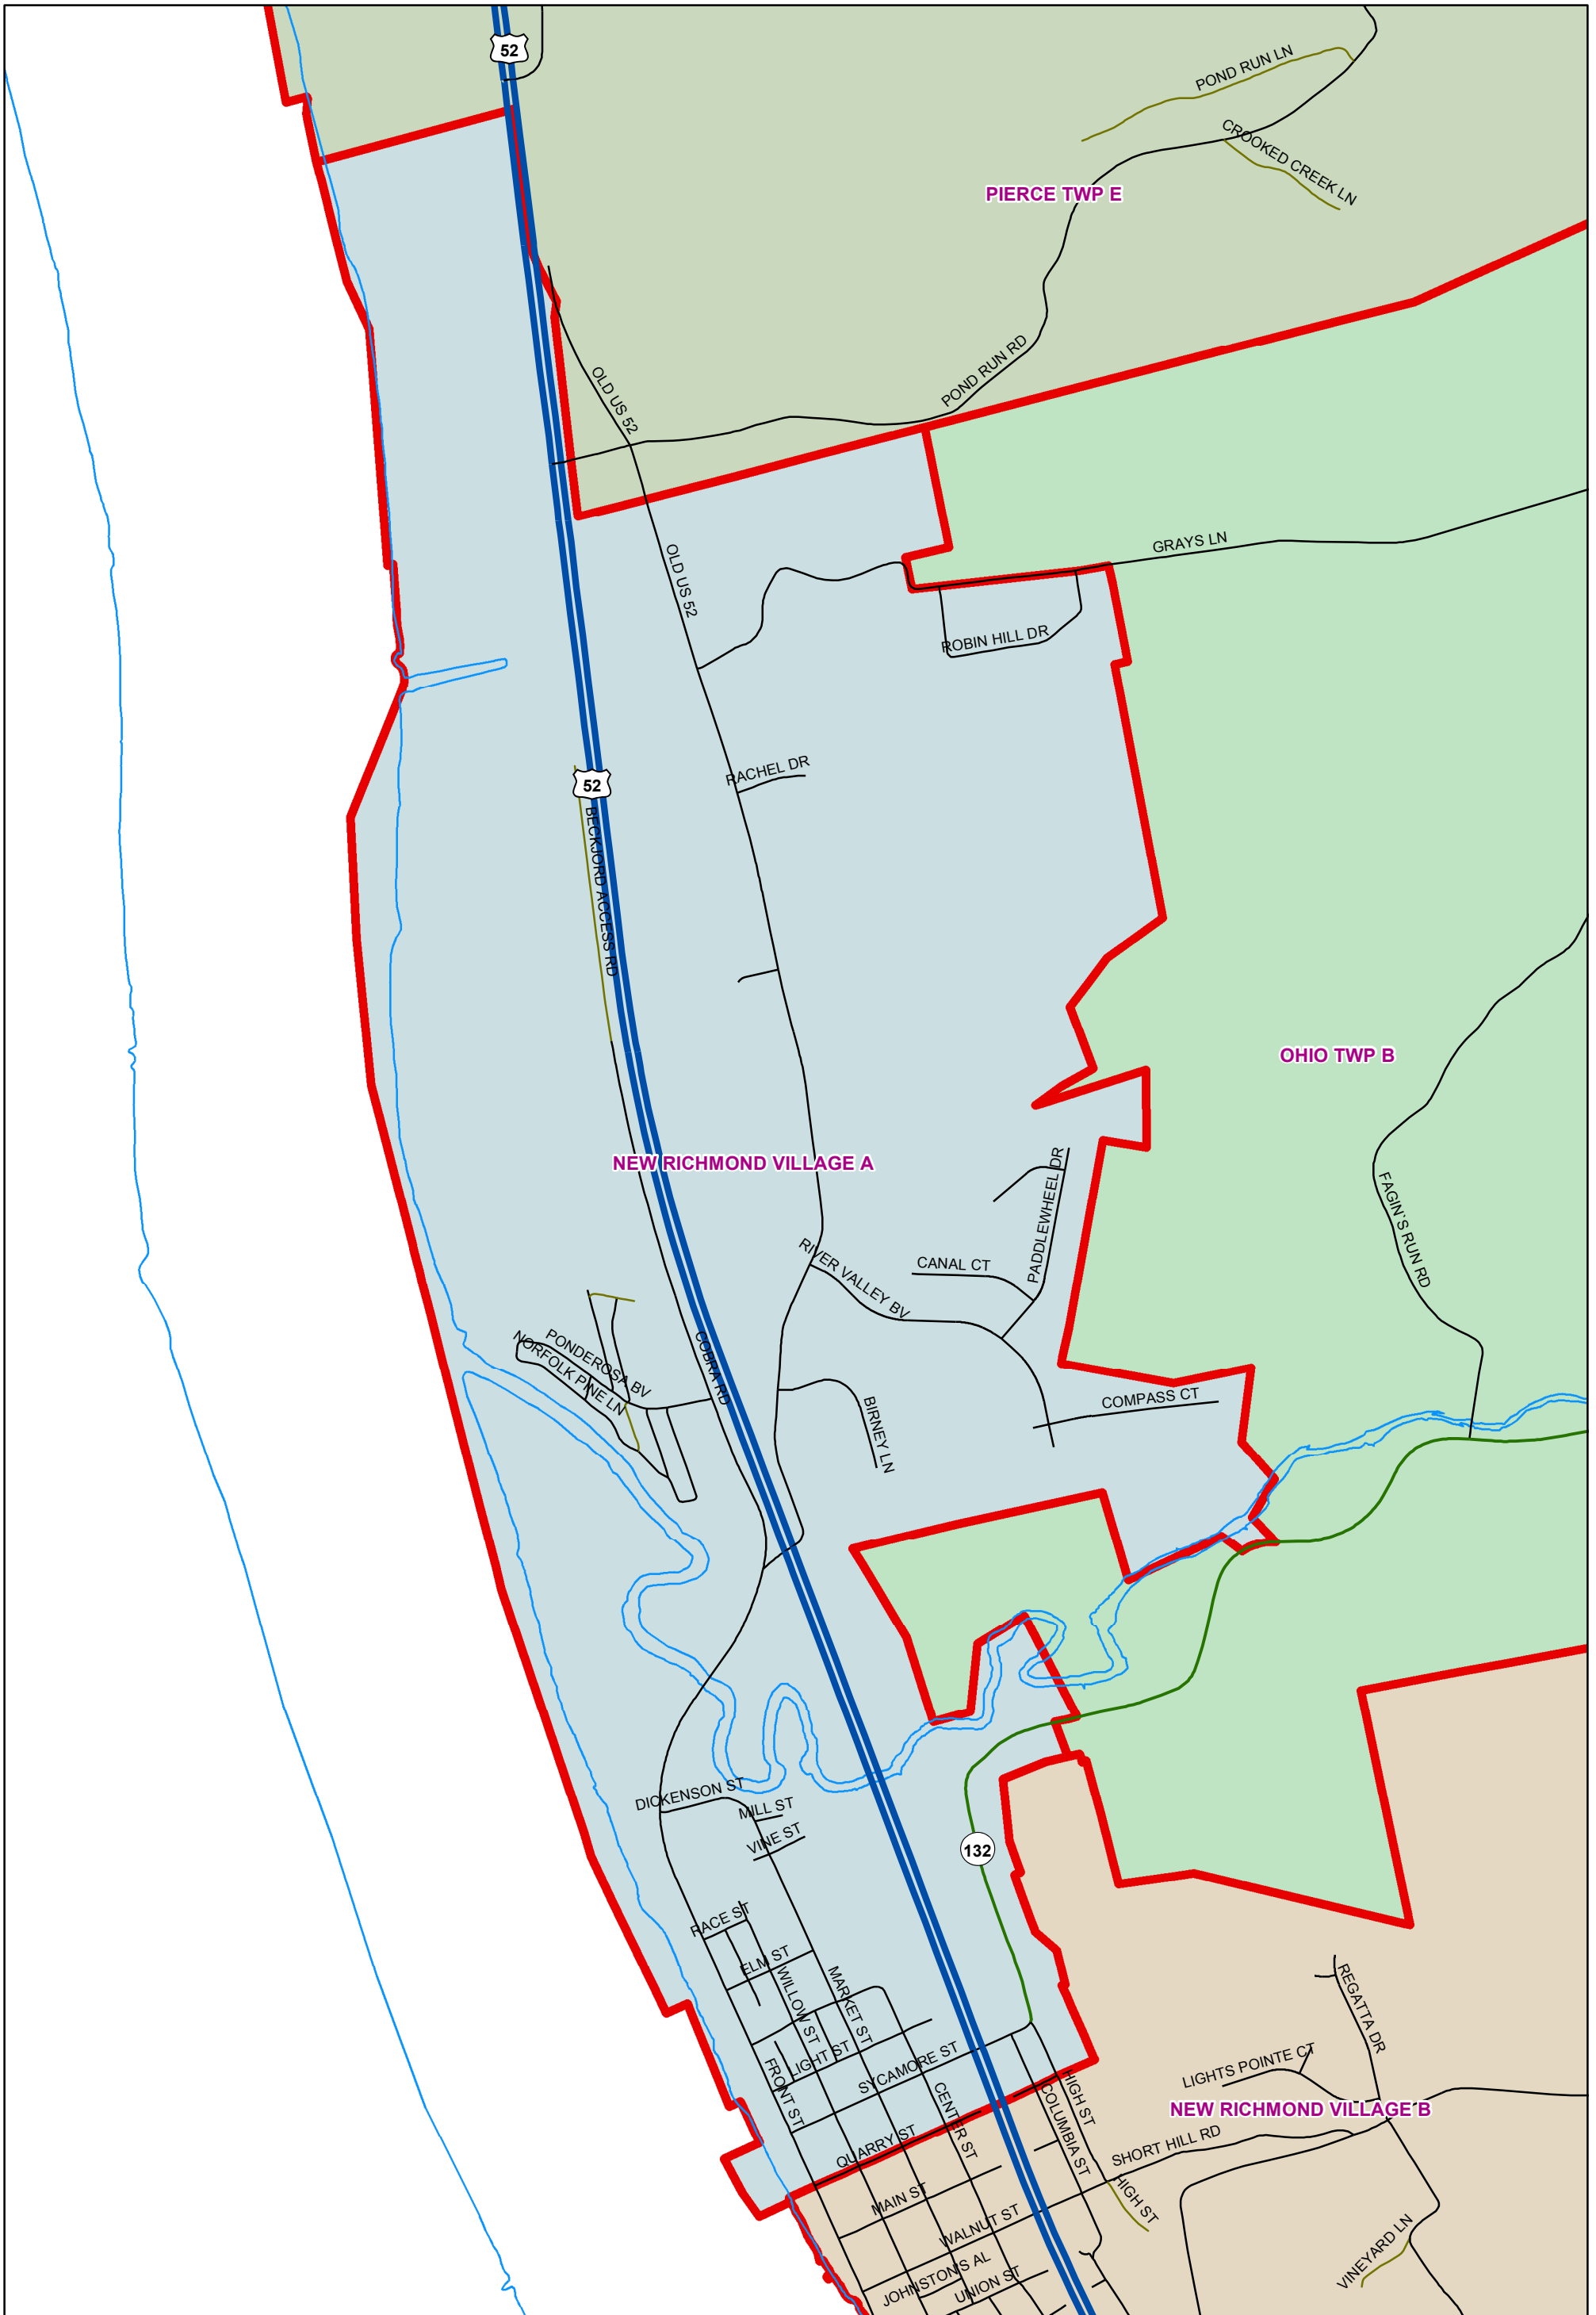 52
POND RUN LN
CROOKED CREEK LN
PIERCE TWP E
POND RUN RD
OLD US 52
GRAYS LN
OLD US 52
ROBIN HILL DR
RACHEL DR
52
BECKJORD ACCESS RD
OHIO TWP B
NEW RICHMOND VILLAGE A
PADDLEWHEEL DR
FAGIN`S RUN RD
RIVER VALLEY BV
CANAL CT
PONDEROSA BV
NORFOLK PINE LN
COBRA RD
COMPASS CT
BIRNEY LN
DICKENSON ST
MILL ST
VINE ST
132
RACE ST
ELM ST
WILLOW ST
MARKET ST
REGATTA DR
LIGHT ST
SYCAMORE ST
LIGHTS POINTE CT
FRONT ST
CENTER ST
COLUMBIA ST
HIGH ST
NEW RICHMOND VILLAGE B
QUARRY ST
SHORT HILL RD
MAIN ST
HIGH ST
WALNUT ST
VINEYARD LN
JOHNSTON'S AL
UNION ST